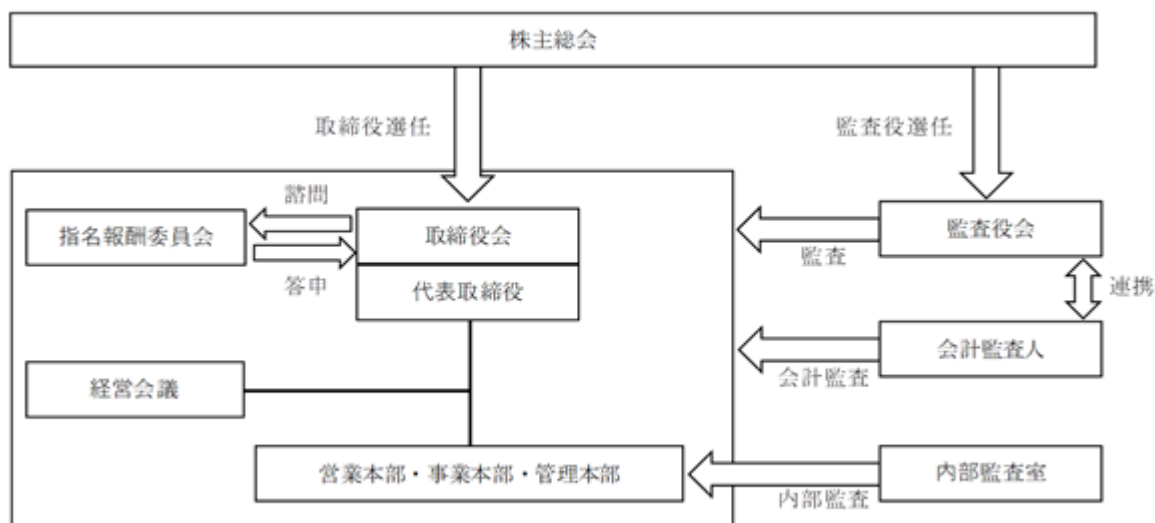 株主総会
取締役選任
監査役選任
諮問
指名報酬委員会
取締役会
監査役会
監査
答申
代表取締役
連携
会計監査人
会計監査
経営会議
営業本部・事業本部・管理本部
内部監査室
内部監査